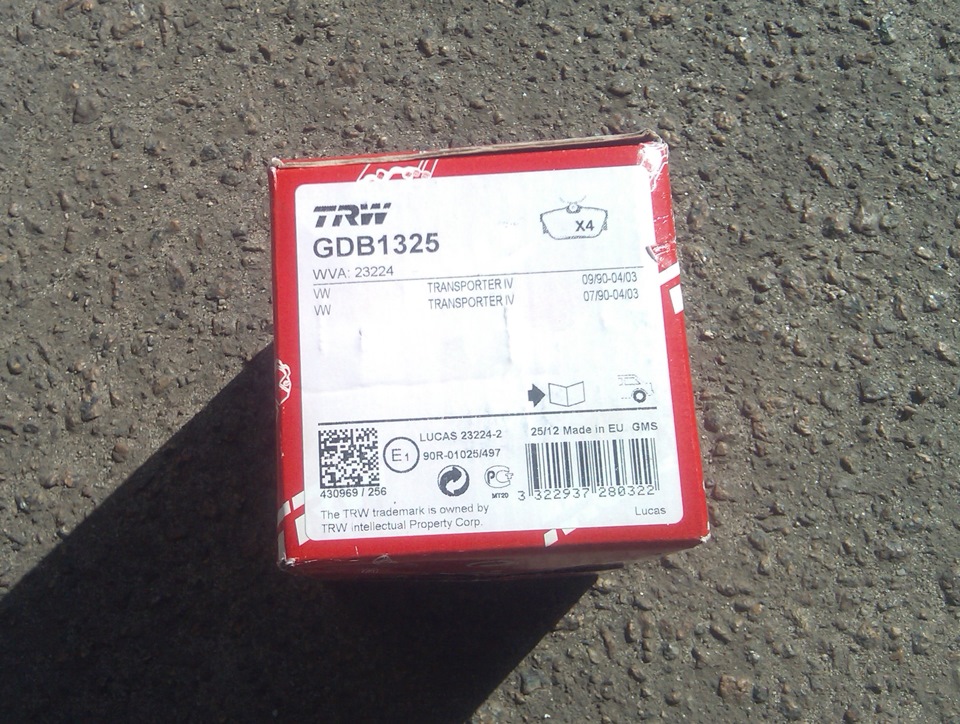 TRW
GDB1325
X4
WVA: 23224
VW TRANSPORTER IV 09/90-04/03
VW TRANSPORTER IV 07/90-04/03
LUCAS 23224-2
25/12 Made in EU GMS
E1
90R-01025/497
PC
MT20
430969 / 256
3 322937 280322
The TRW trademark is owned by
TRW Intellectual Property Corp.
Lucas